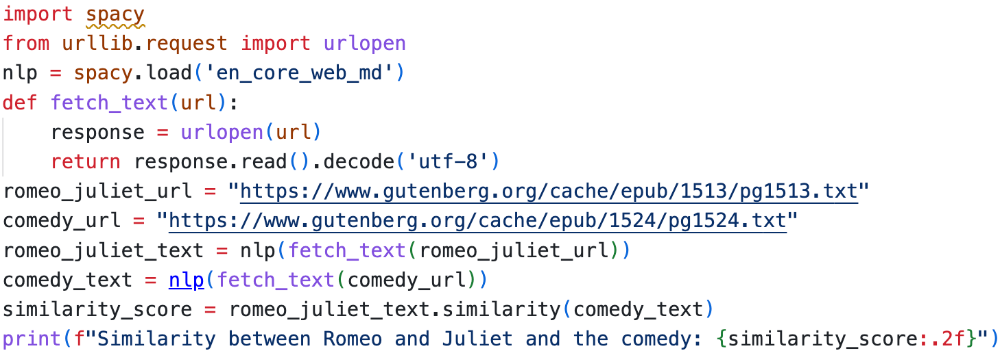 import spacy
from urllib.request import urlopen
nlp = spacy.load('en_core_web_md')
def fetch_text(url):
    response = urlopen(url)
    return response.read().decode('utf-8')
romeo_juliet_url = "https://www.gutenberg.org/cache/epub/1513/pg1513.txt"
comedy_url = "https://www.gutenberg.org/cache/epub/1524/pg1524.txt"
romeo_juliet_text = nlp(fetch_text(romeo_juliet_url))
comedy_text = nlp(fetch_text(comedy_url))
similarity_score = romeo_juliet_text.similarity(comedy_text)
print(f"Similarity between Romeo and Juliet and the comedy: {similarity_score:.2f}")